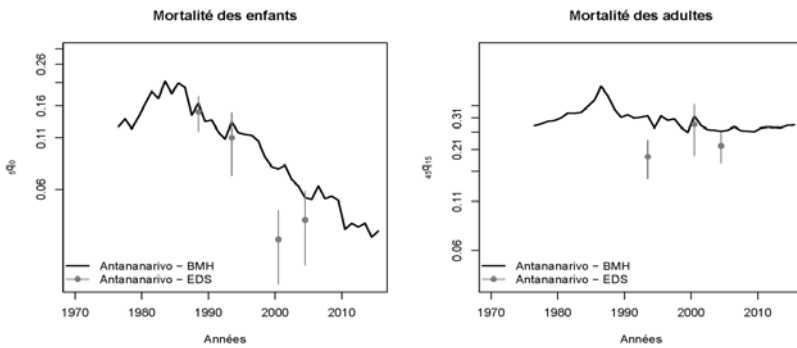 Mortalité des enfants
0.26
0.16
0.11
0.06
5q0
Antananarivo – BMH
Antananarivo – EDS
1970 1980 1990 2000 2010
Années
Mortalité des adultes
0.31
0.21
0.11
0.06
45q15
Antananarivo – BMH
Antananarivo – EDS
1970 1980 1990 2000 2010
Années